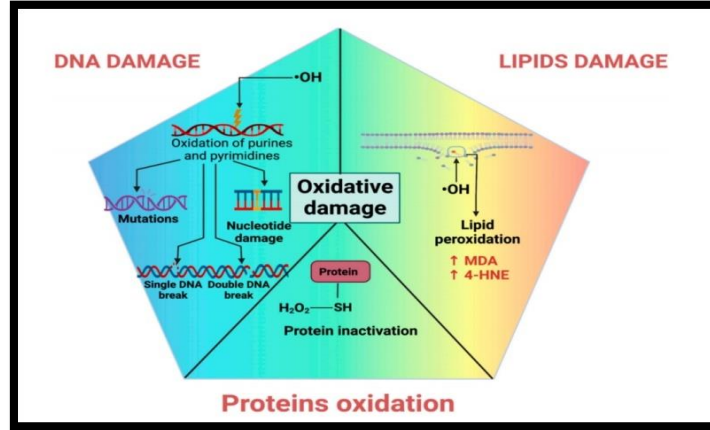 DNA DAMAGE
LIPIDS DAMAGE
•OH
Oxidation of purines
and pyrimidines
Mutations
Nucleotide
damage
Single DNA
break
Double DNA
break
Oxidative
damage
•OH
Lipid
peroxidation
↑ MDA
↑ 4-HNE
Protein
H₂O₂—SH
Protein inactivation
Proteins oxidation